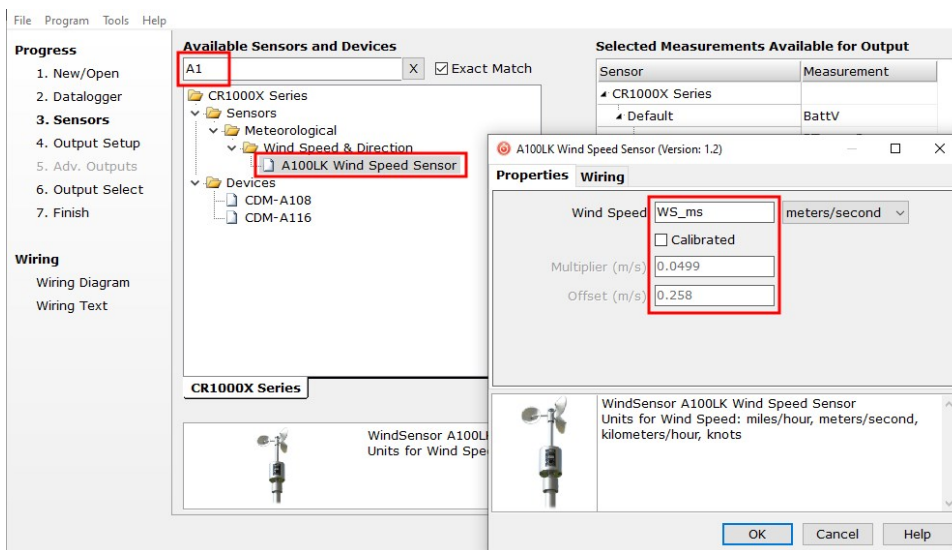 File Program Tools Help
Progress
1. New/Open
2. Datalogger
3. Sensors
4. Output Setup
5. Adv. Outputs
6. Output Select
7. Finish
Wiring
Wiring Diagram
Wiring Text
Available Sensors and Devices
A1 X Exact Match
CR1000X Series
Sensors
Meteorological
Wind Speed & Direction
A100LK Wind Speed Sensor
Devices
CDM-A108
CDM-A116
CR1000X Series
WindSensor A100L
Units for Wind Spe
Selected Measurements Available for Output
Sensor Measurement
CR1000X Series
Default BattV
A100LK Wind Speed Sensor (Version: 1.2)
Properties Wiring
Wind Speed WS_ms meters/second
Calibrated
Multiplier (m/s) 0.0499
Offset (m/s) 0.258
WindSensor A100LK Wind Speed Sensor
Units for Wind Speed: miles/hour, meters/second,
kilometers/hour, knots
OK Cancel Help